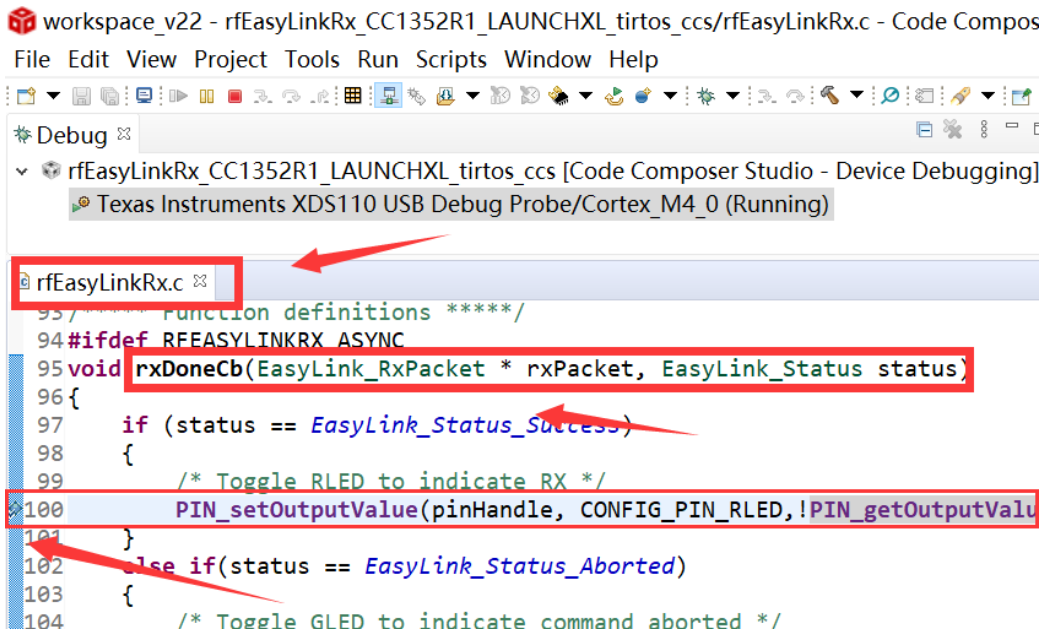 workspace_v22 - rfEasyLinkRx_CC1352R1_LAUNCHXL_tirtos_ccs/rfEasyLinkRx.c - Code Compos
File Edit View Project Tools Run Scripts Window Help
Debug
rfEasyLinkRx_CC1352R1_LAUNCHXL_tirtos_ccs [Code Composer Studio - Device Debugging]
Texas Instruments XDS110 USB Debug Probe/Cortex_M4_0 (Running)
rfEasyLinkRx.c
93 /***** Function definitions *****/
94 #ifdef RFEASYLINKRX_ASYNC
95 void rxDoneCb(EasyLink_RxPacket * rxPacket, EasyLink_Status status)
96 {
97 if (status == EasyLink_Status_Success)
98 {
99 /* Toggle RLED to indicate RX */
100 PIN_setOutputValue(pinHandle, CONFIG_PIN_RLED,!PIN_getOutputValu
101 }
102 else if(status == EasyLink_Status_Aborted)
103 {
104 /* Toggle GLED to indicate command aborted */